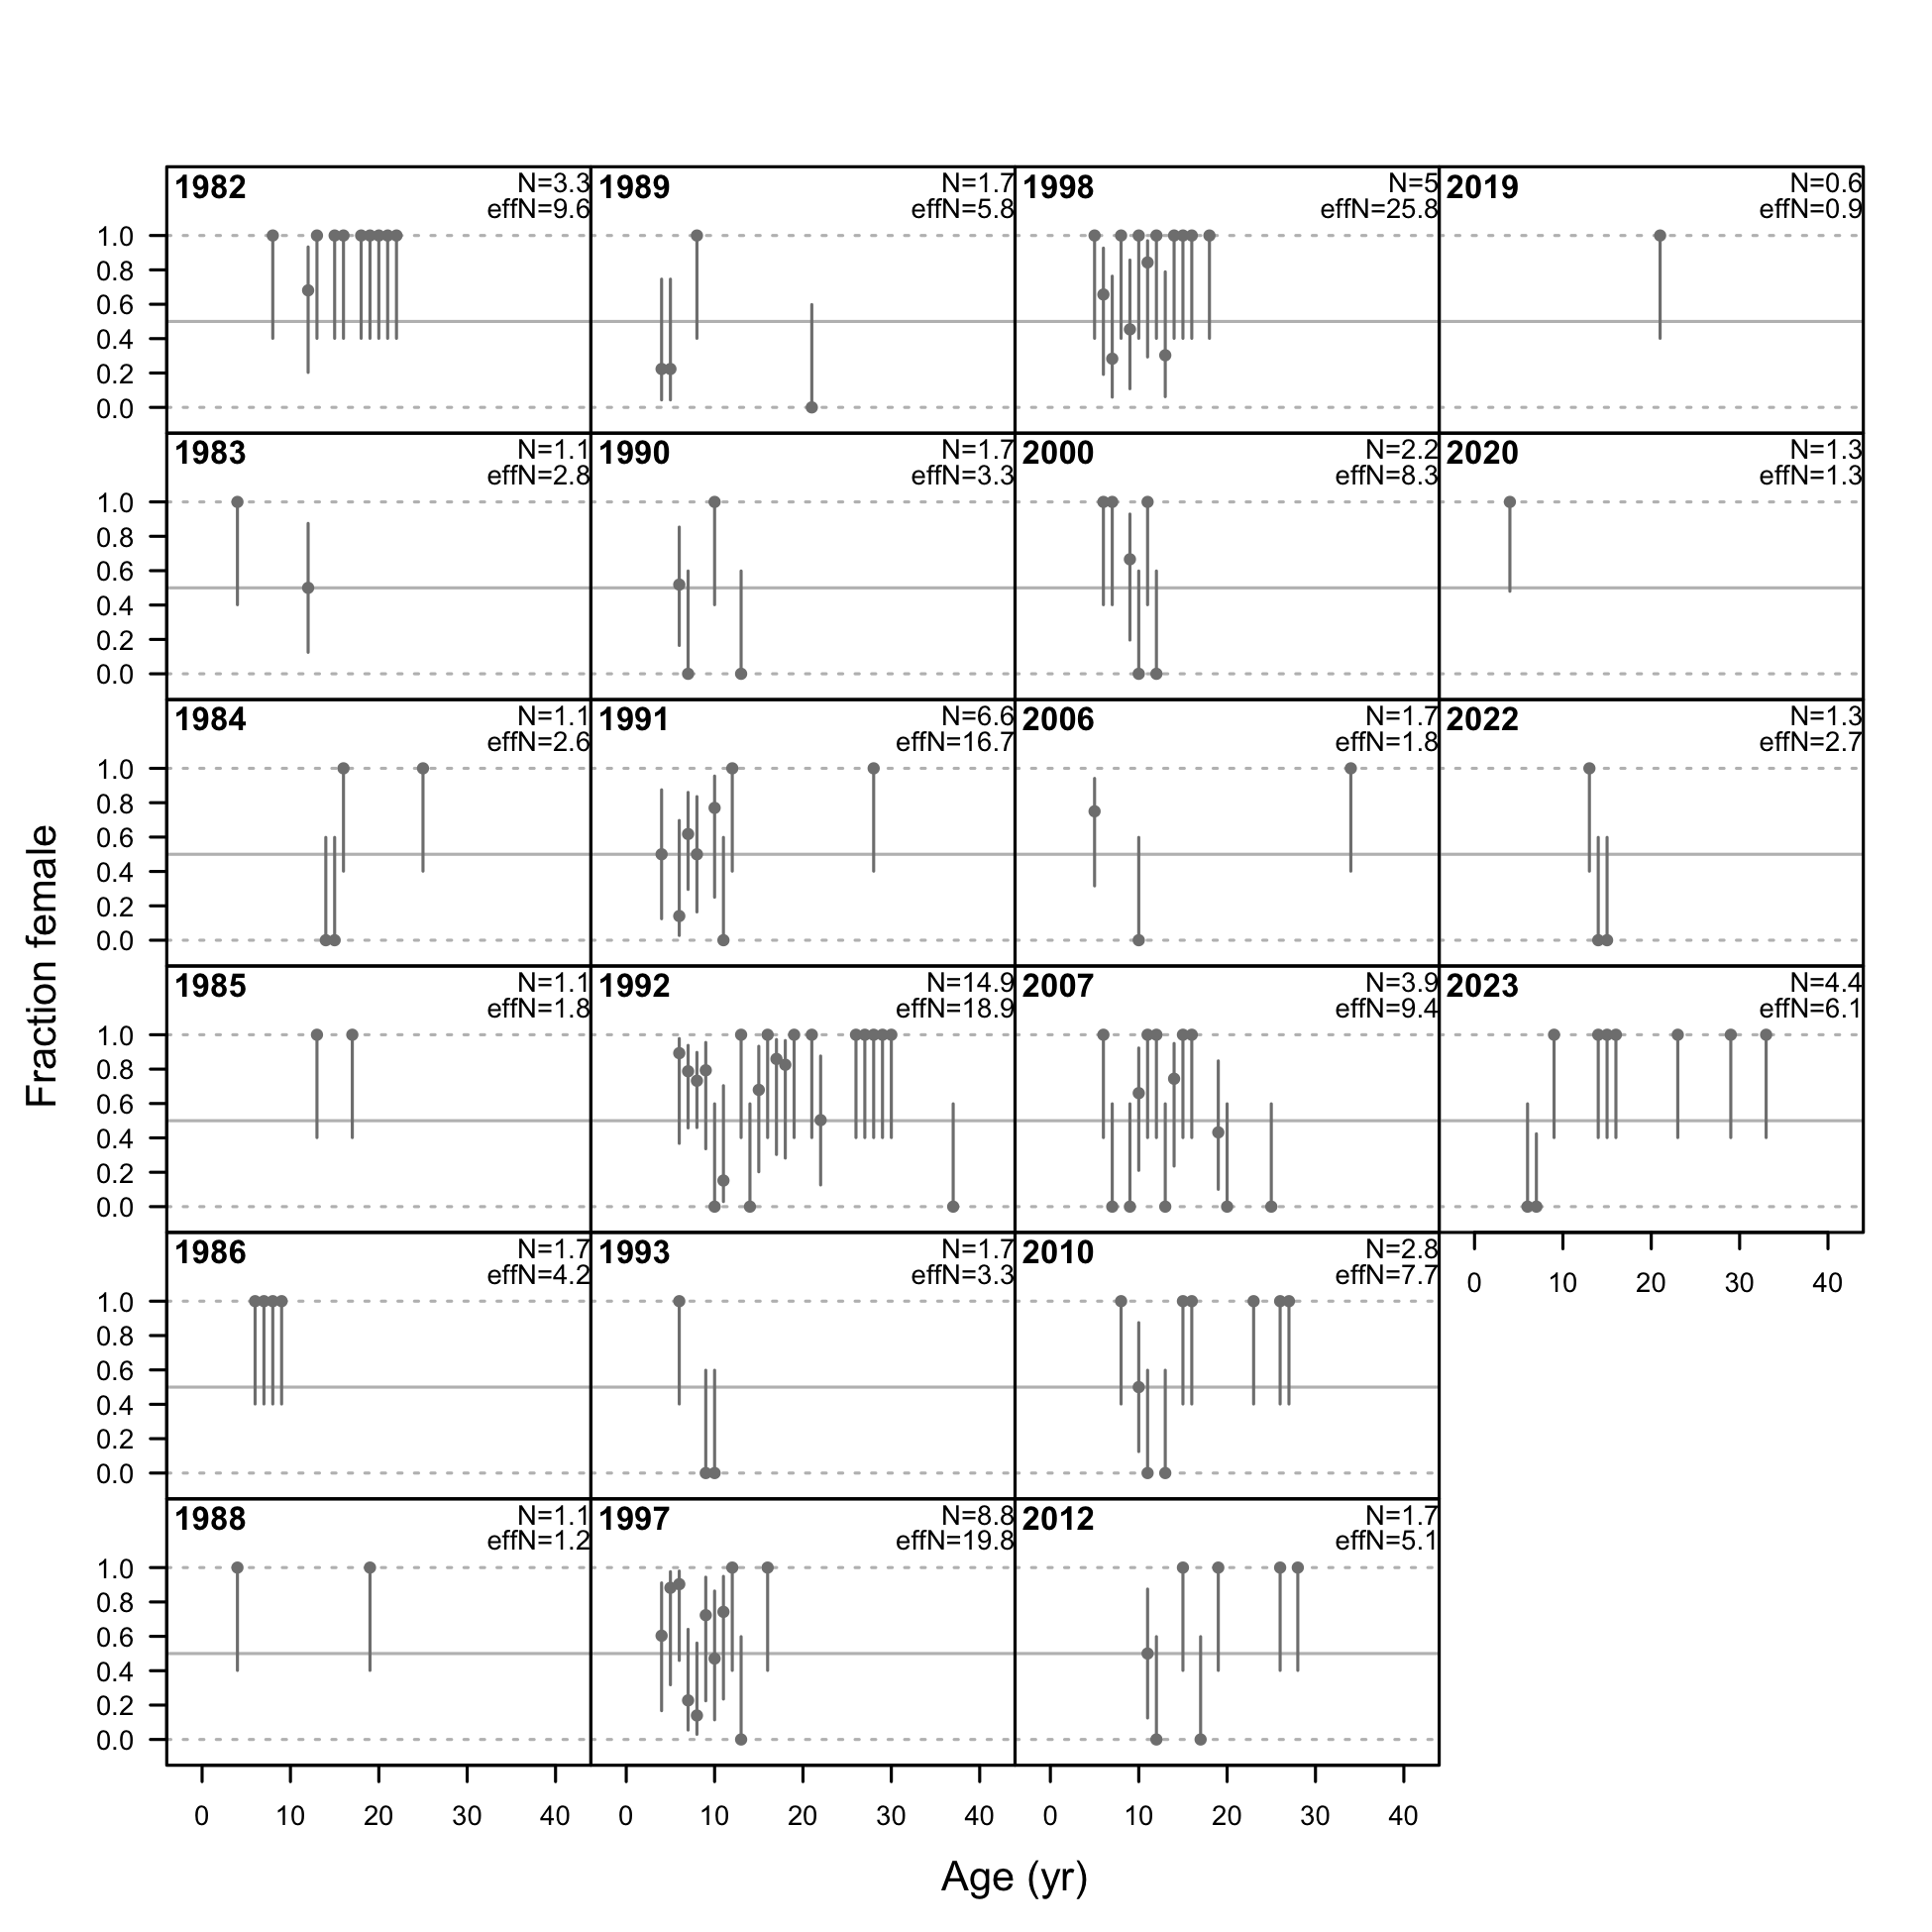 1982 N=3.3 1989 N=1.7 1998 N=5 2019 N=0.6
effN=9.6 effN=5.8 effN=25.8 effN=0.9
1.0
0.8
0.6
0.4
0.2
0.0
1983 N=1.1 1990 N=1.7 2000 N=2.2 2020 N=1.3
effN=2.8 effN=3.3 effN=8.3 effN=1.3
1.0
0.8
0.6
0.4
0.2
0.0
1984 N=1.1 1991 N=6.6 2006 N=1.7 2022 N=1.3
effN=2.6 effN=16.7 effN=1.8 effN=2.7
1.0
0.8
0.6
0.4
0.2
0.0
Fraction female
1985 N=1.1 1992 N=14.9 2007 N=3.9 2023 N=4.4
effN=1.8 effN=18.9 effN=9.4 effN=6.1
1.0
0.8
0.6
0.4
0.2
0.0
1986 N=1.7 1993 N=1.7 2010 N=2.8
effN=4.2 effN=3.3 effN=7.7
0 10 20 30 40
1.0
0.8
0.6
0.4
0.2
0.0
1988 N=1.1 1997 N=8.8 2012 N=1.7
effN=1.2 effN=19.8 effN=5.1
1.0
0.8
0.6
0.4
0.2
0.0
0 10 20 30 40 0 10 20 30 40 0 10 20 30 40
Age (yr)